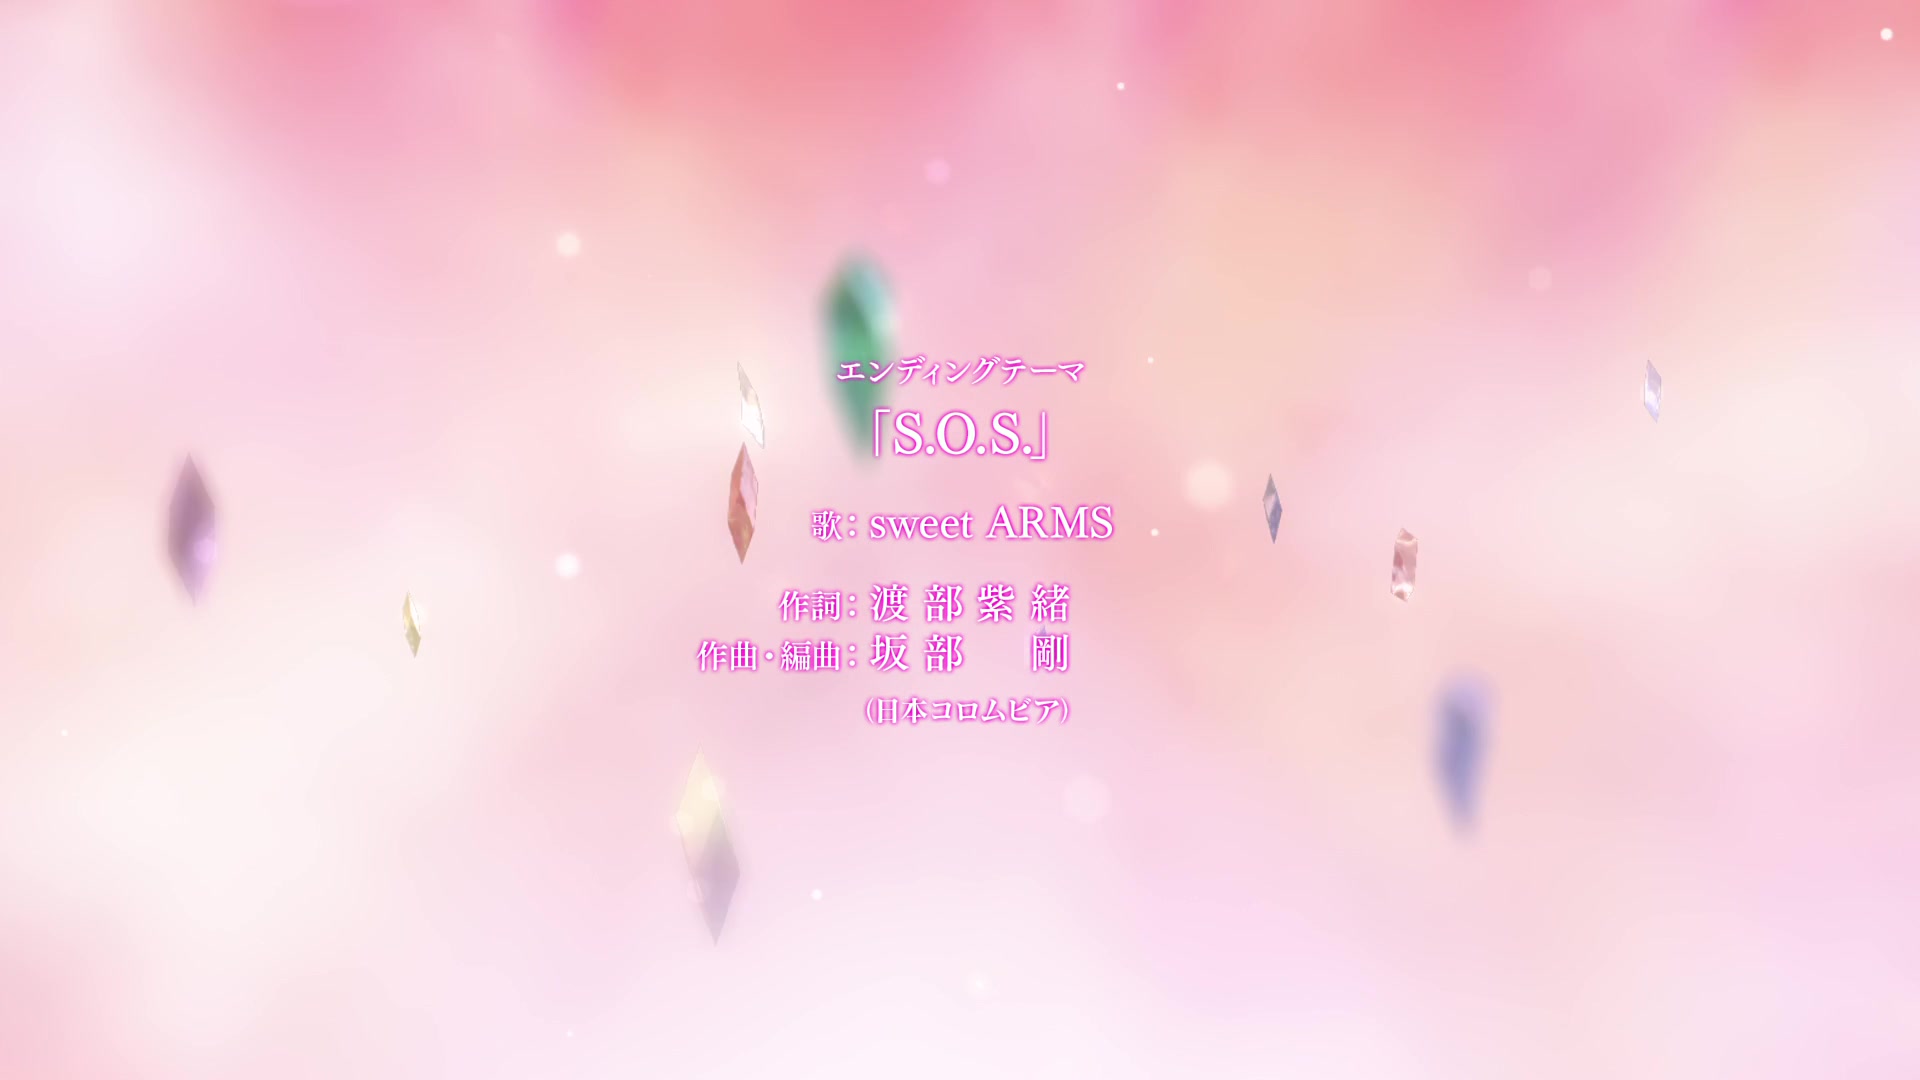 エンディングテーマ
「S.O.S.」
歌：sweet ARMS
作詞：渡部紫緒
作曲・編曲：坂部　剛
（日本コロムビア）